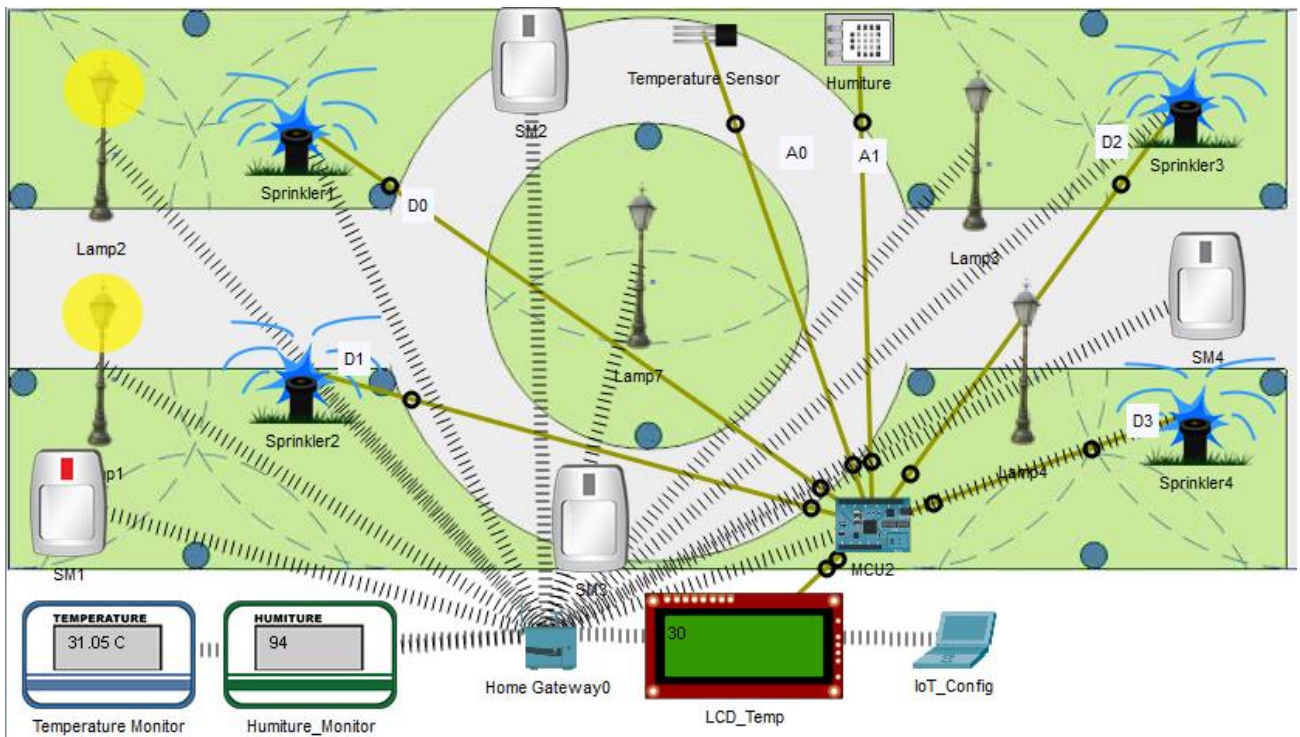 SM2
Temperature Sensor
Humiture
A0
A1
D2
Sprinkler3
Sprinkler1
D0
Lamp2
Lamp3
SM4
D1
Lamp7
Sprinkler2
D3
Lamp4
Sprinkler4
p1
SM1
SM3
MCU2
TEMPERATURE
31.05 C
HUMITURE
94
30
Home Gateway0
IoT_Config
Temperature Monitor
Humiture_Monitor
LCD_Temp